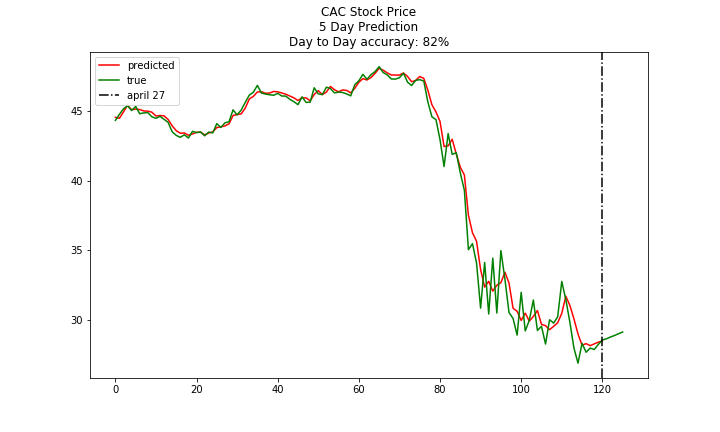 CAC Stock Price
5 Day Prediction
Day to Day accuracy: 82%
predicted
true
april 27
45
40
35
30
0
20
40
60
80
100
120